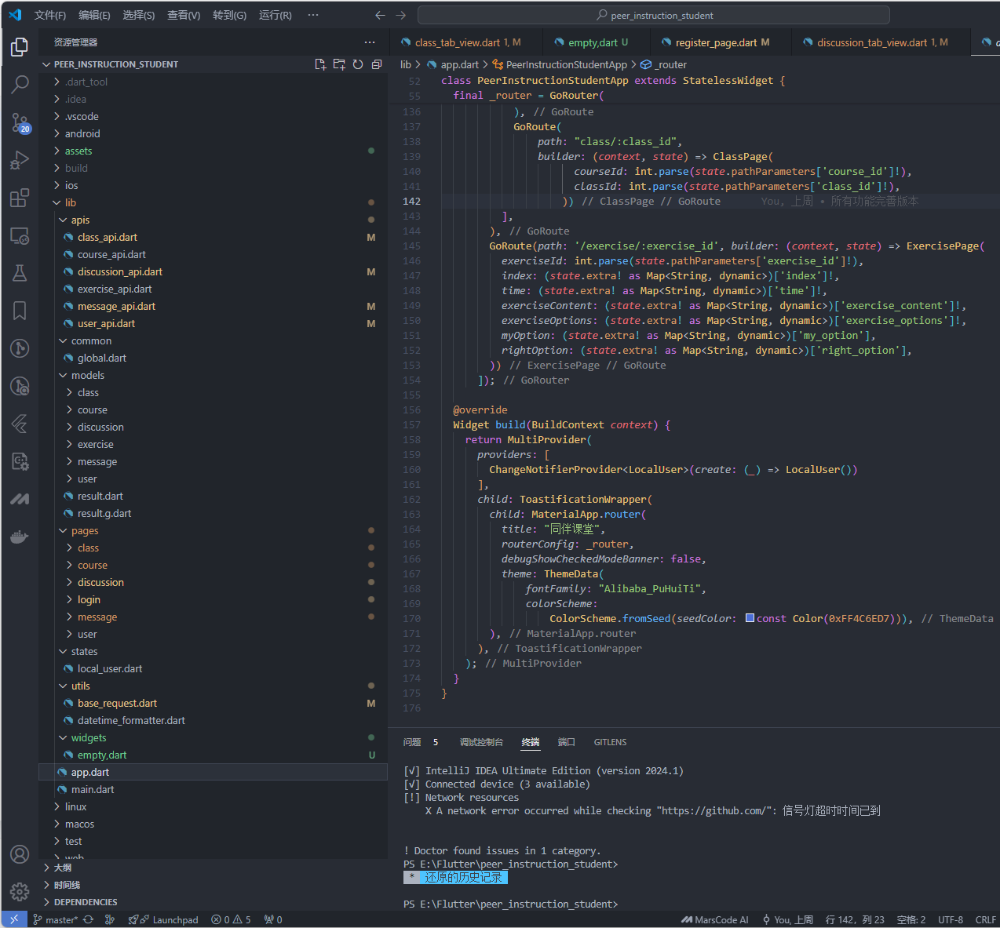 文件(F) 编辑(E) 选择(S) 查看(V) 转到(G) 运行(R) ··· peer_instruction_student
资源管理器 ···
PEER_INSTRUCTION_STUDENT
.dart_tool
.idea
.vscode
android
assets
build
ios
lib
apis
class_api.dart M
course_api.dart
discussion_api.dart M
exercise_api.dart
message_api.dart M
user_api.dart M
common
global.dart
models
class
course
discussion
exercise
message
user
result.dart
result.g.dart
pages
class
course
discussion
login
message
user
states
local_user.dart
utils
base_request.dart M
datetime_formatter.dart
widgets
empty,dart U
app.dart
main.dart
linux
macos
test
web
大纲
时间线
DEPENDENCIES
20
class_tab_view.dart 1, M empty,dart U register_page.dart M discussion_tab_view.dart 1, M
lib > app.dart > PeerInstructionStudentApp > _router
52 class PeerInstructionStudentApp extends StatelessWidget {
55 final _router = GoRouter(
136 ), // GoRoute
137 GoRoute(
138 path: "class/:class_id",
139 builder: (context, state) => ClassPage(
140 courseId: int.parse(state.pathParameters['course_id']!),
141 classId: int.parse(state.pathParameters['class_id']!),
142 )) // ClassPage // GoRoute You, 上周 • 所有功能完善版本
143 ],
144 ), // GoRoute
145 GoRoute(path: '/exercise/:exercise_id', builder: (context, state) => ExercisePage(
146 exerciseId: int.parse(state.pathParameters['exercise_id']!),
147 index: (state.extra! as Map<String, dynamic>)['index']!,
148 time: (state.extra! as Map<String, dynamic>)['time']!,
149 exerciseContent: (state.extra! as Map<String, dynamic>)['exercise_content']!,
150 exerciseOptions: (state.extra! as Map<String, dynamic>)['exercise_options']!,
151 myOption: (state.extra! as Map<String, dynamic>)['my_option'],
152 rightOption: (state.extra! as Map<String, dynamic>)['right_option'],
153 )) // ExercisePage // GoRoute
154 ]); // GoRouter
155
156 @override
157 Widget build(BuildContext context) {
158 return MultiProvider(
159 providers: [
160 ChangeNotifierProvider<LocalUser>(create: (_) => LocalUser())
161 ],
162 child: ToastificationWrapper(
163 child: MaterialApp.router(
164 title: "同伴课堂",
165 routerConfig: _router,
166 debugShowCheckedModeBanner: false,
167 theme: ThemeData(
168 fontFamily: "Alibaba_PuHuiTi",
169 colorScheme:
170 ColorScheme.fromSeed(seedColor: const Color(0xFF4C6ED7))), // ThemeData
171 ), // MaterialApp.router
172 ), // ToastificationWrapper
173 ); // MultiProvider
174 }
175 }
176
问题 5 调试控制台 终端 端口 GITLENS
[√] IntelliJ IDEA Ultimate Edition (version 2024.1)
[√] Connected device (3 available)
[!] Network resources
X A network error occurred while checking "https://github.com/": 信号灯超时时间已到
! Doctor found issues in 1 category.
PS E:\Flutter\peer_instruction_student>
* 还原的历史记录
PS E:\Flutter\peer_instruction_student>
master* Launchpad 0 5 0 MarsCode AI You, 上周 行 142，列 23 空格: 2 UTF-8 CRLF